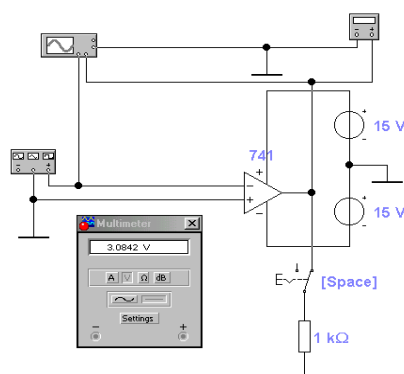 741
15 V
15 V
Multimeter
3.0842 V
A V Ω dB
Settings
[Space]
1 kΩ